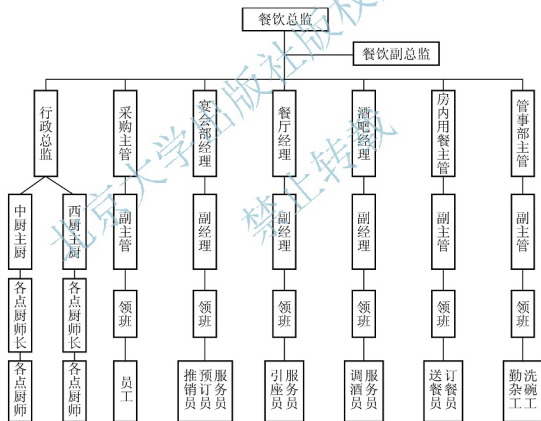 餐饮总监
餐饮副总监
行政总监
采购主管
宴会部经理
餐厅经理
酒吧经理
房内用餐主管
管事部主管
中厨主厨
西厨主厨
副主管
副经理
副经理
副经理
副主管
副主管
各点厨师长
各点厨师长
领班
领班
领班
领班
领班
领班
各点厨师
各点厨师
员工
服务员
预订员
推销员
服务员
引座员
服务员
调酒员
订餐员
送餐员
洗碗工
勤杂工
北京大学出版社版权
禁止转载